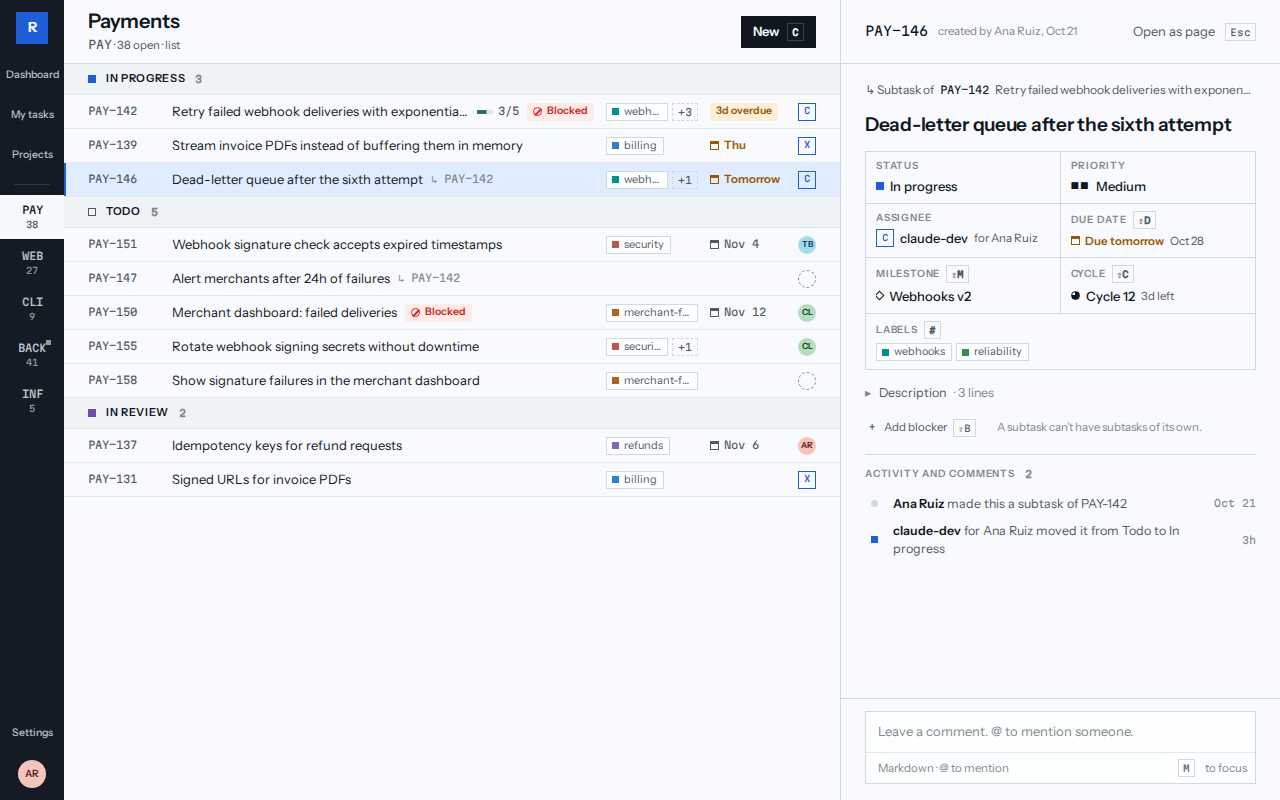 R
Dashboard
My tasks
Projects
PAY
38
WEB
27
CLI
9
BACK
41
INF
5
Settings
AR
Payments
PAY·38 open·list
New C
IN PROGRESS 3
PAY-142 Retry failed webhook deliveries with exponentia… 3/5 Blocked webh… +3 3d overdue C
PAY-139 Stream invoice PDFs instead of buffering them in memory billing Thu X
PAY-146 Dead-letter queue after the sixth attempt ↳ PAY-142 webh… +1 Tomorrow C
TODO 5
PAY-151 Webhook signature check accepts expired timestamps security Nov 4 TB
PAY-147 Alert merchants after 24h of failures ↳ PAY-142
PAY-150 Merchant dashboard: failed deliveries Blocked merchant-f… Nov 12 CL
PAY-155 Rotate webhook signing secrets without downtime securi… +1 CL
PAY-158 Show signature failures in the merchant dashboard merchant-f…
IN REVIEW 2
PAY-137 Idempotency keys for refund requests refunds Nov 6 AR
PAY-131 Signed URLs for invoice PDFs billing X
PAY-146 created by Ana Ruiz, Oct 21 Open as page Esc
↳ Subtask of PAY-142 Retry failed webhook deliveries with exponen…
Dead-letter queue after the sixth attempt
STATUS
In progress
PRIORITY
Medium
ASSIGNEE
C claude-dev for Ana Ruiz
DUE DATE ⇧D
Due tomorrow Oct 28
MILESTONE ⇧M
Webhooks v2
CYCLE ⇧C
Cycle 12 3d left
LABELS #
webhooks reliability
▸ Description · 3 lines
+ Add blocker ⇧B A subtask can't have subtasks of its own.
ACTIVITY AND COMMENTS 2
Ana Ruiz made this a subtask of PAY-142 Oct 21
claude-dev for Ana Ruiz moved it from Todo to In
progress 3h
Leave a comment. @ to mention someone.
Markdown · @ to mention M to focus